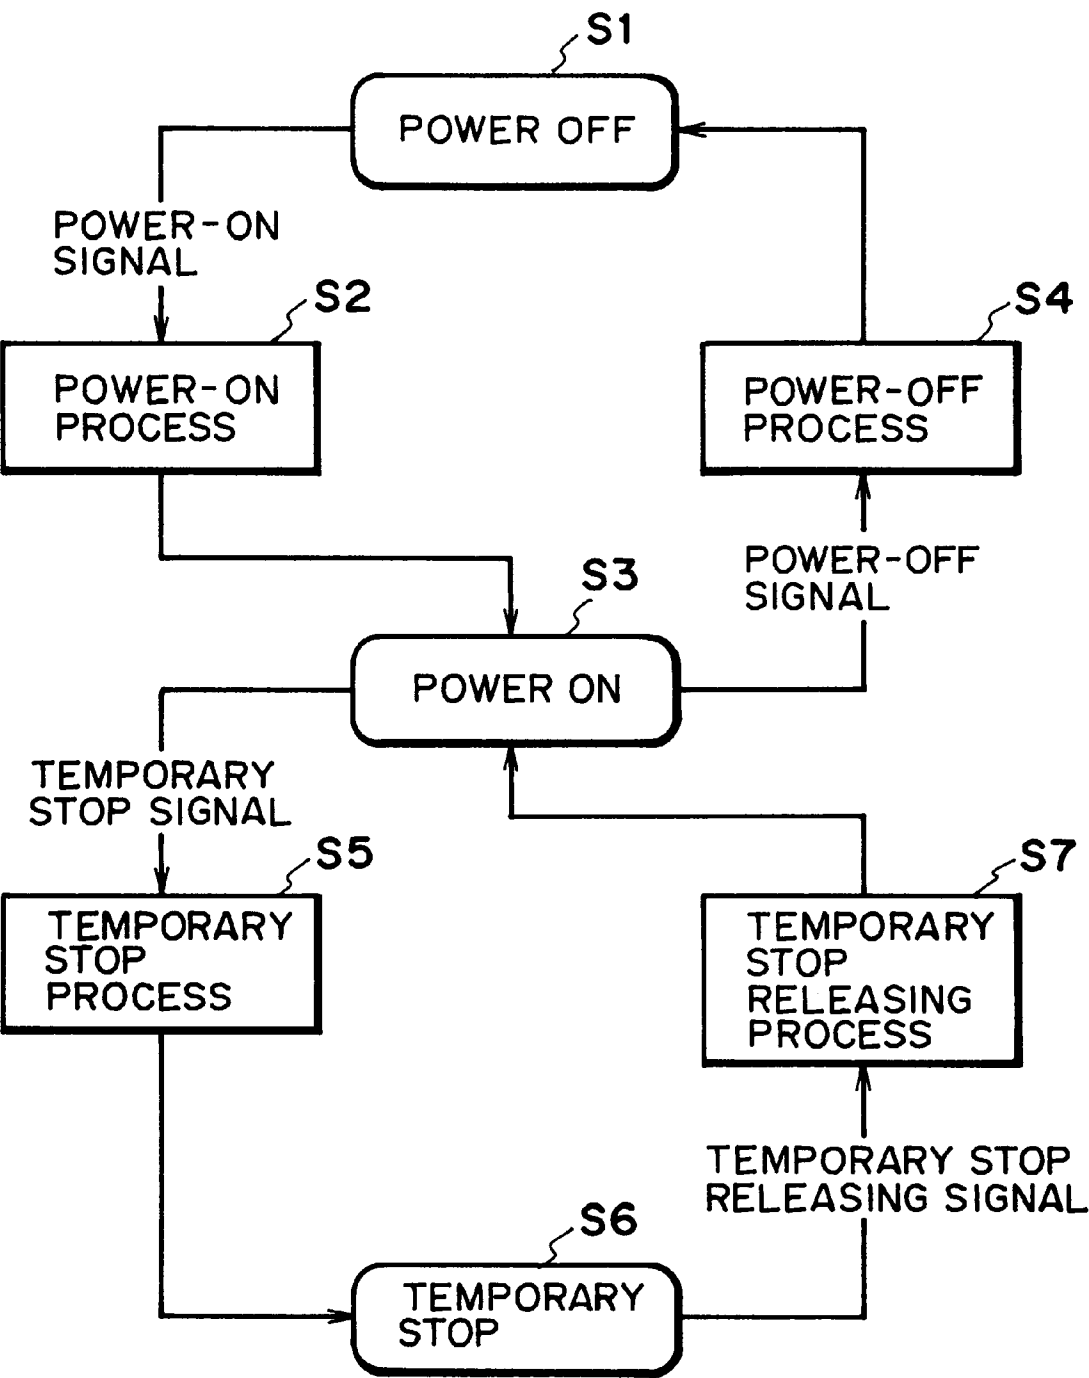 S1
POWER OFF
POWER-ON
SIGNAL
S2
S4
POWER-ON
PROCESS
POWER-OFF
PROCESS
POWER-OFF
SIGNAL
S3
POWER ON
TEMPORARY
STOP SIGNAL
S5
S7
TEMPORARY
STOP
PROCESS
TEMPORARY
STOP
RELEASING
PROCESS
TEMPORARY STOP
RELEASING SIGNAL
S6
TEMPORARY
STOP